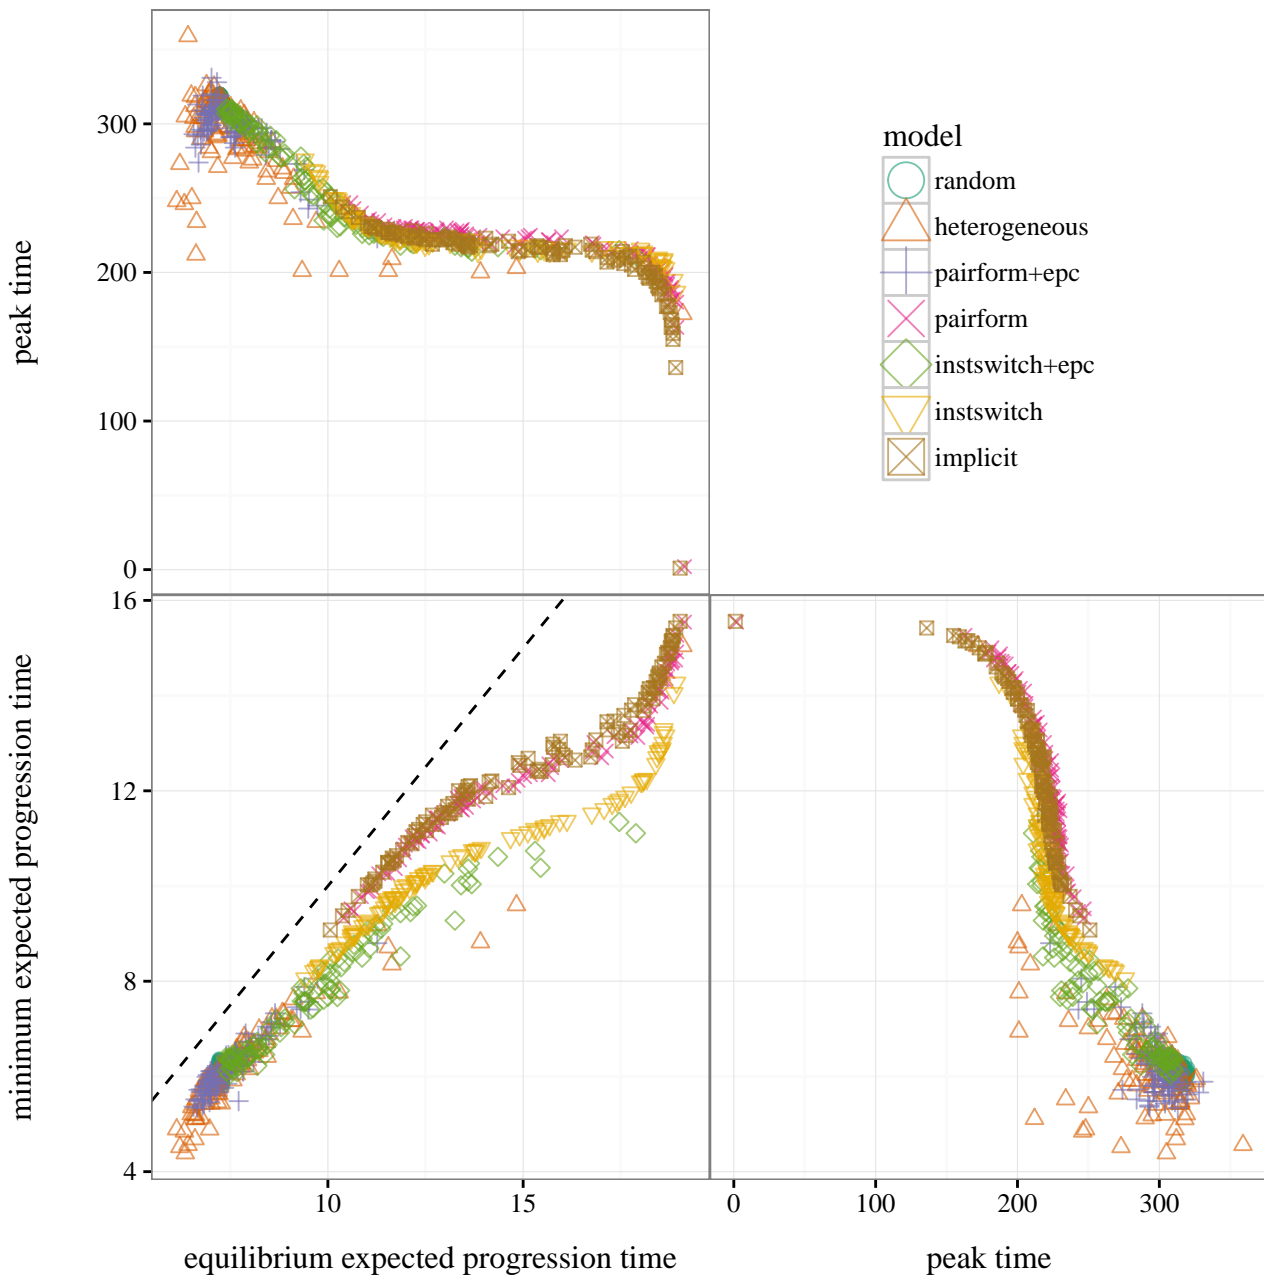 peak time
300
200
100
0
model
random
heterogeneous
pairform+epc
pairform
instswitch+epc
instswitch
implicit
minimum expected progression time
16
12
8
4
10 15
0 100 200 300
equilibrium expected progression time
peak time